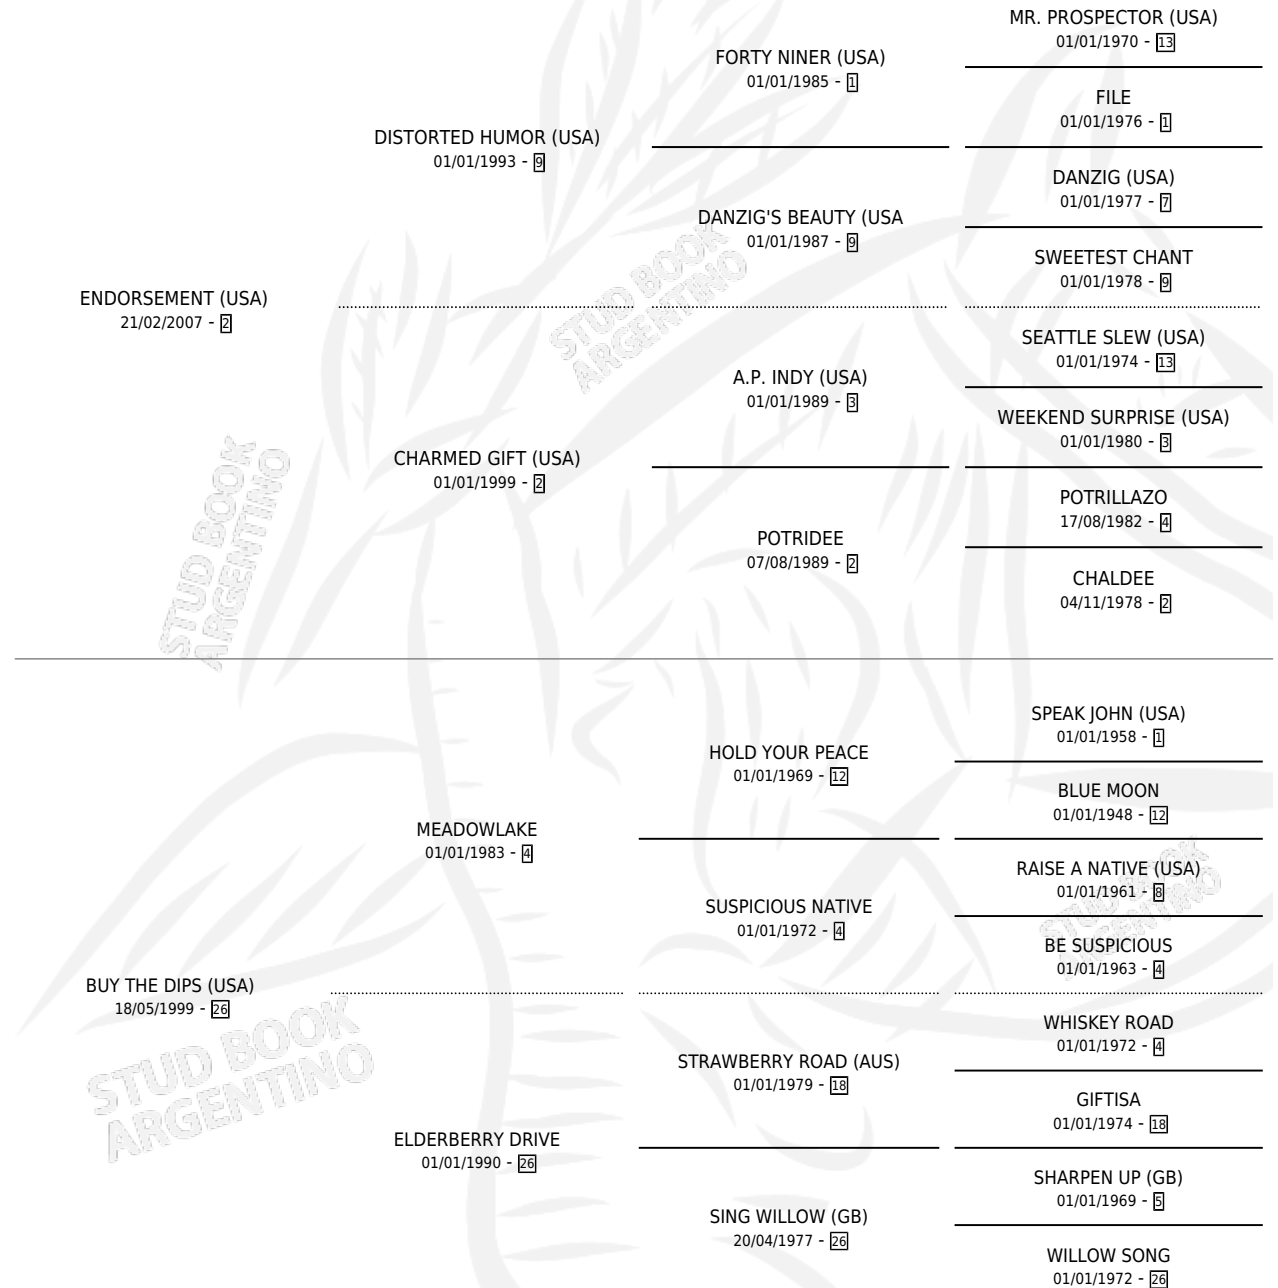 MR. PROSPECTOR (USA)
01/01/1970 - 13
FORTY NINER (USA)
01/01/1985 - 1
FILE
01/01/1976 - 1
DISTORTED HUMOR (USA)
01/01/1993 - 9
DANZIG (USA)
01/01/1977 - 7
DANZIG'S BEAUTY (USA
01/01/1987 - 9
SWEETEST CHANT
01/01/1978 - 9
ENDORSEMENT (USA)
21/02/2007 - 2
STUD BOOK
ARGENTINO
SEATTLE SLEW (USA)
01/01/1974 - 13
A.P. INDY (USA)
01/01/1989 - 3
WEEKEND SURPRISE (USA)
01/01/1980 - 3
CHARMED GIFT (USA)
01/01/1999 - 2
POTRILLAZO
17/08/1982 - 4
POTRIDEE
07/08/1989 - 2
CHALDEE
04/11/1978 - 2
STUD BOOK
ARGENTINO
SPEAK JOHN (USA)
01/01/1958 - 1
HOLD YOUR PEACE
01/01/1969 - 12
BLUE MOON
01/01/1948 - 12
MEADOWLAKE
01/01/1983 - 4
RAISE A NATIVE (USA)
01/01/1961 - 8
STUD BOOK
ARGENTINO
SUSPICIOUS NATIVE
01/01/1972 - 4
BE SUSPICIOUS
01/01/1963 - 4
BUY THE DIPS (USA)
18/05/1999 - 26
STUD BOOK
ARGENTINO
WHISKEY ROAD
01/01/1972 - 4
STRAWBERRY ROAD (AUS)
01/01/1979 - 18
GIFTISA
01/01/1974 - 18
ELDERBERRY DRIVE
01/01/1990 - 26
SHARPEN UP (GB)
01/01/1969 - 5
SING WILLOW (GB)
20/04/1977 - 26
WILLOW SONG
01/01/1972 - 26